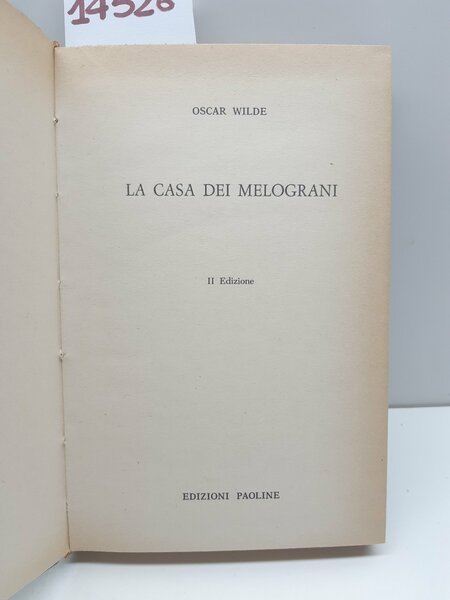 14526
OSCAR WILDE
LA CASA DEI MELOGRANI
II Edizione
EDIZIONI PAOLINE